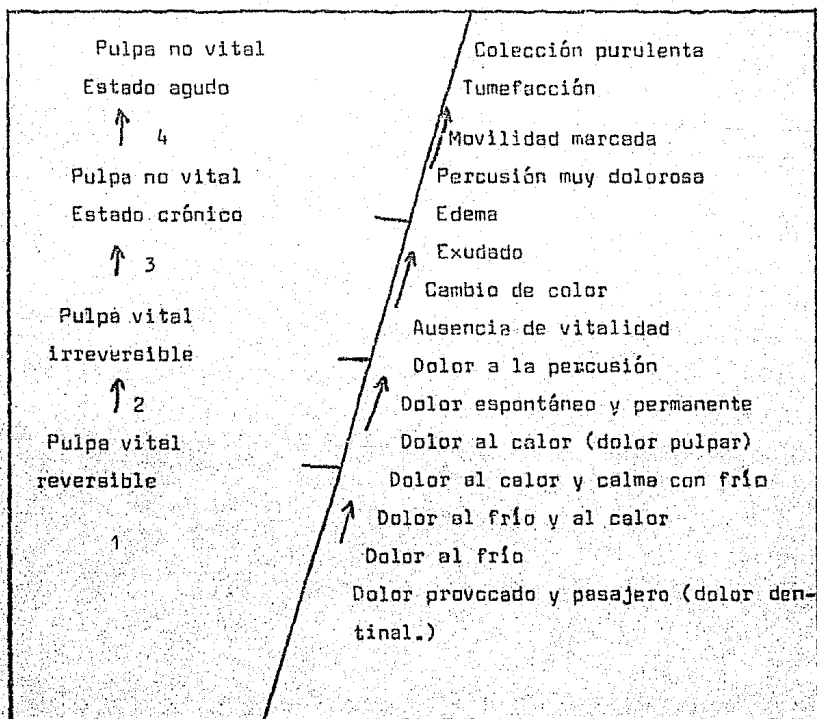 Pulpa no vital
Estado agudo
4
Pulpa no vital
Estado crónico
3
Pulpa vital
irreversible
2
Pulpa vital
reversible
1
Colección purulenta
Tumefacción
Movilidad marcada
Percusión muy dolorosa
Edema
Exudado
Cambio de color
Ausencia de vitalidad
Dolor a la percusión
Dolor espontáneo y permanente
Dolor al calor (dolor pulpar)
Dolor al calor y calma con frío
Dolor al frío y al calor
Dolor al frío
Dolor provocado y pasajero (dolor den-
tinal.)